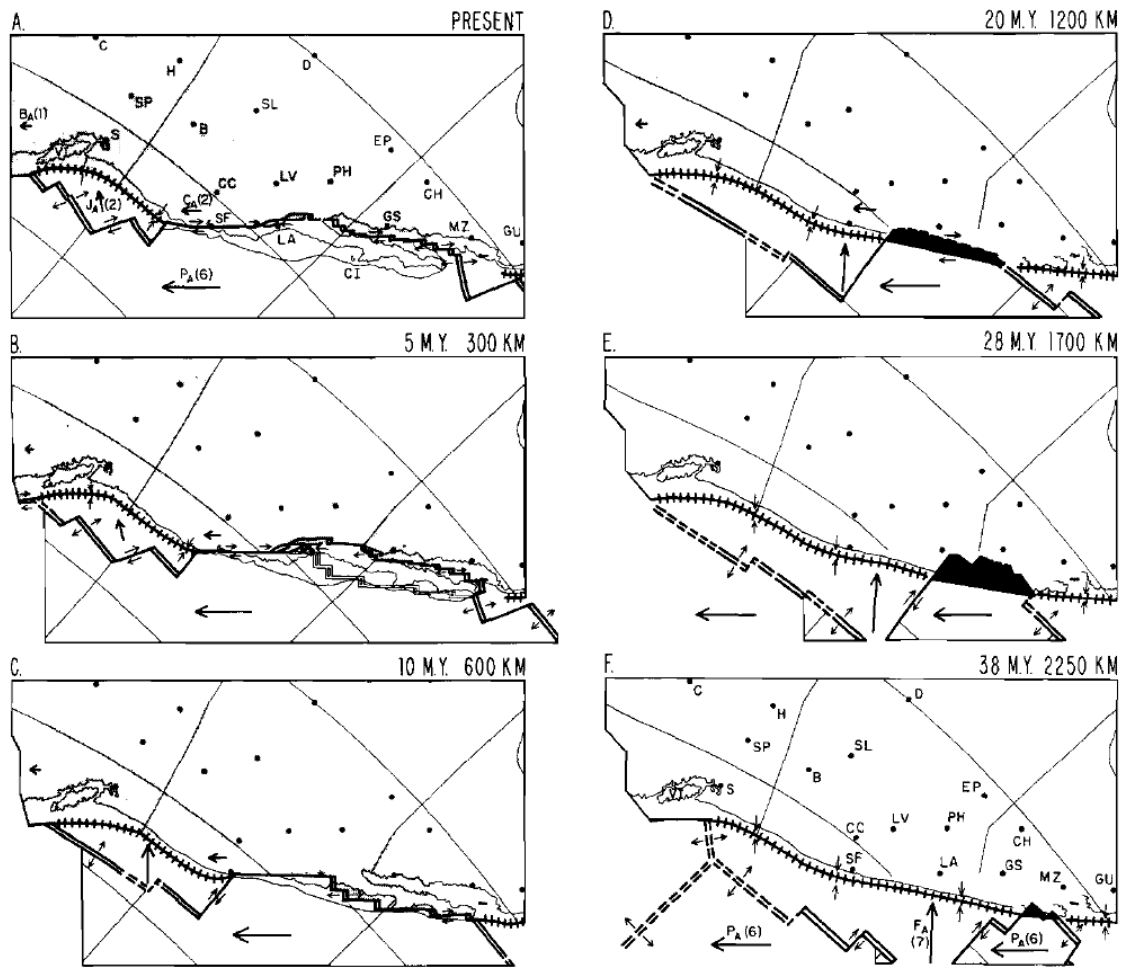 A. PRESENT
C
H
D
SP
SL
BA(1)
S
B
EP
VI
CC
LV
PH
CH
JA(2)
CA(2)
SF
GS
MZ
GU
LA
CI
PA(6)
B. 5 M.Y. 300 KM
C. 10 M.Y. 600 KM
D. 20 M.Y. 1200 KM
E. 28 M.Y. 1700 KM
F. 38 M.Y. 2250 KM
C
D
H
SP
SL
B
VI
S
EP
CC
LV
PH
CH
SF
LA
GS
MZ
GU
PA(6)
FA
(7)
PA(6)